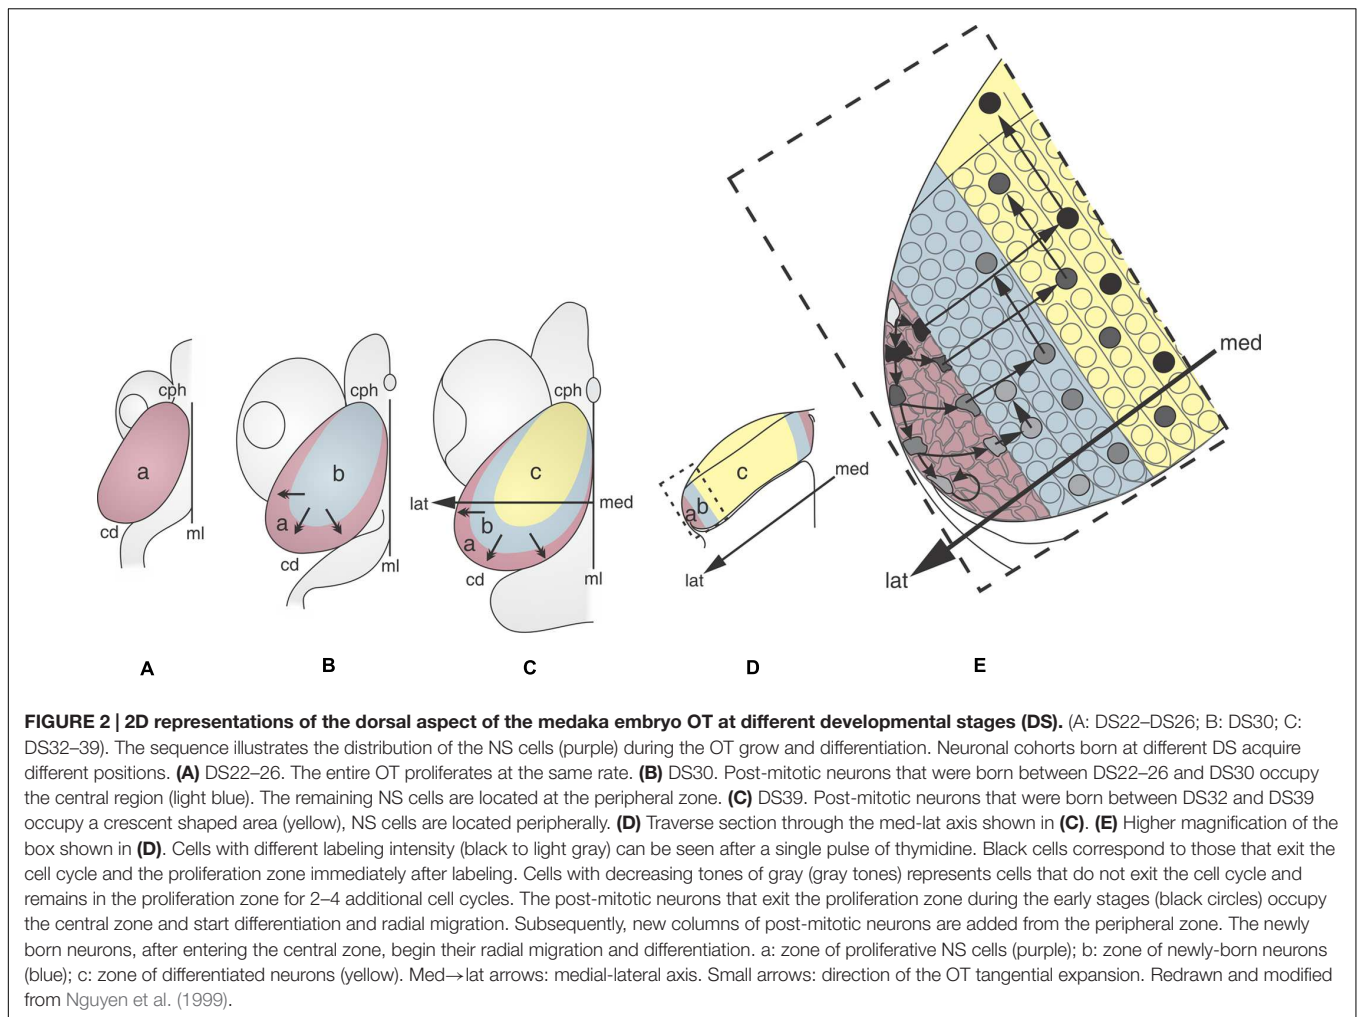 cph
a
cd
ml
cph
b
a
cd
ml
cph
c
lat
med
b
a
cd
ml
c
med
b
a
lat
med
lat
A
B
C
D
E
FIGURE 2 | 2D representations of the dorsal aspect of the medaka embryo OT at different developmental stages (DS). (A: DS22–DS26; B: DS30; C:
DS32–39). The sequence illustrates the distribution of the NS cells (purple) during the OT grow and differentiation. Neuronal cohorts born at different DS acquire
different positions. (A) DS22–26. The entire OT proliferates at the same rate. (B) DS30. Post-mitotic neurons that were born between DS22–26 and DS30 occupy
the central region (light blue). The remaining NS cells are located at the peripheral zone. (C) DS39. Post-mitotic neurons that were born between DS32 and DS39
occupy a crescent shaped area (yellow), NS cells are located peripherally. (D) Traverse section through the med-lat axis shown in (C). (E) Higher magnification of the
box shown in (D). Cells with different labeling intensity (black to light gray) can be seen after a single pulse of thymidine. Black cells correspond to those that exit the
cell cycle and the proliferation zone immediately after labeling. Cells with decreasing tones of gray (gray tones) represents cells that do not exit the cell cycle and
remains in the proliferation zone for 2–4 additional cell cycles. The post-mitotic neurons that exit the proliferation zone during the early stages (black circles) occupy
the central zone and start differentiation and radial migration. Subsequently, new columns of post-mitotic neurons are added from the peripheral zone. The newly
born neurons, after entering the central zone, begin their radial migration and differentiation. a: zone of proliferative NS cells (purple); b: zone of newly-born neurons
(blue); c: zone of differentiated neurons (yellow). Med→lat arrows: medial-lateral axis. Small arrows: direction of the OT tangential expansion. Redrawn and modified
from Nguyen et al. (1999).